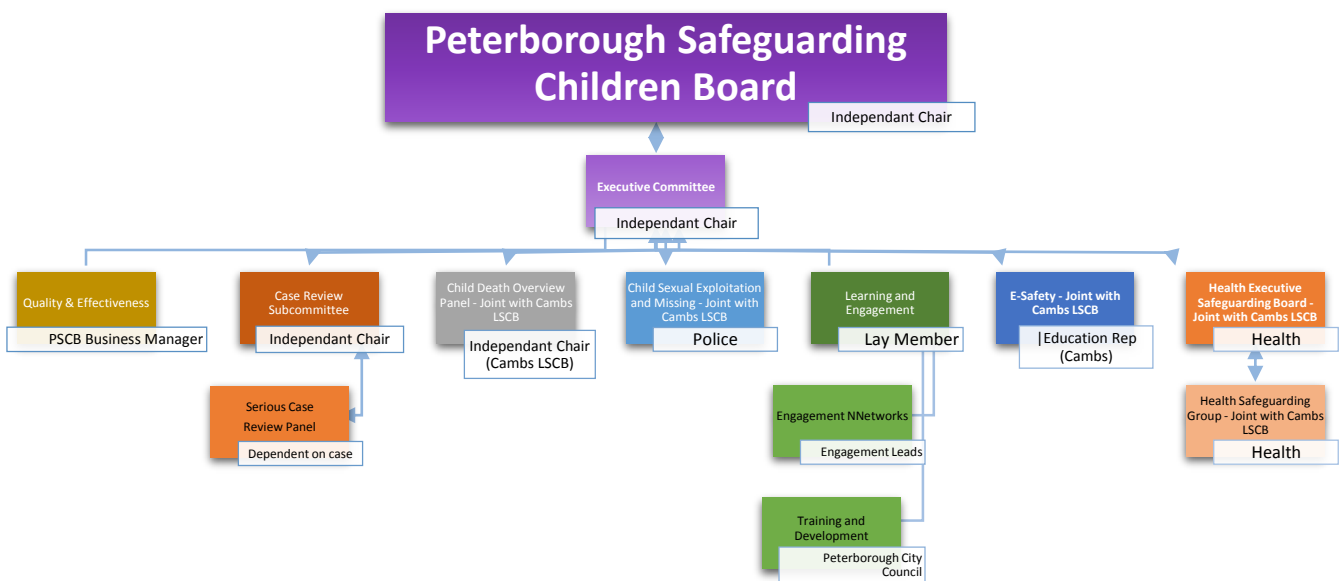 Peterborough Safeguarding
Children Board
Independant Chair
Executive Committee
Independant Chair
Quality & Effectiveness
PSCB Business Manager
Case Review
Subcommittee
Independant Chair
Child Death Overview
Panel - Joint with Cambs
LSCB
Independant Chair
(Cambs LSCB)
Child Sexual Exploitation
and Missing - Joint with
Cambs LSCB
Police
Learning and
Engagement
Lay Member
E-Safety - Joint with
Cambs LSCB
|Education Rep
(Cambs)
Health Executive
Safeguarding Board -
Joint with Cambs LSCB
Health
Serious Case
Review Panel
Dependent on case
Engagement NNetworks
Engagement Leads
Health Safeguarding
Group - Joint with Cambs
LSCB
Health
Training and
Development
Peterborough City
Council